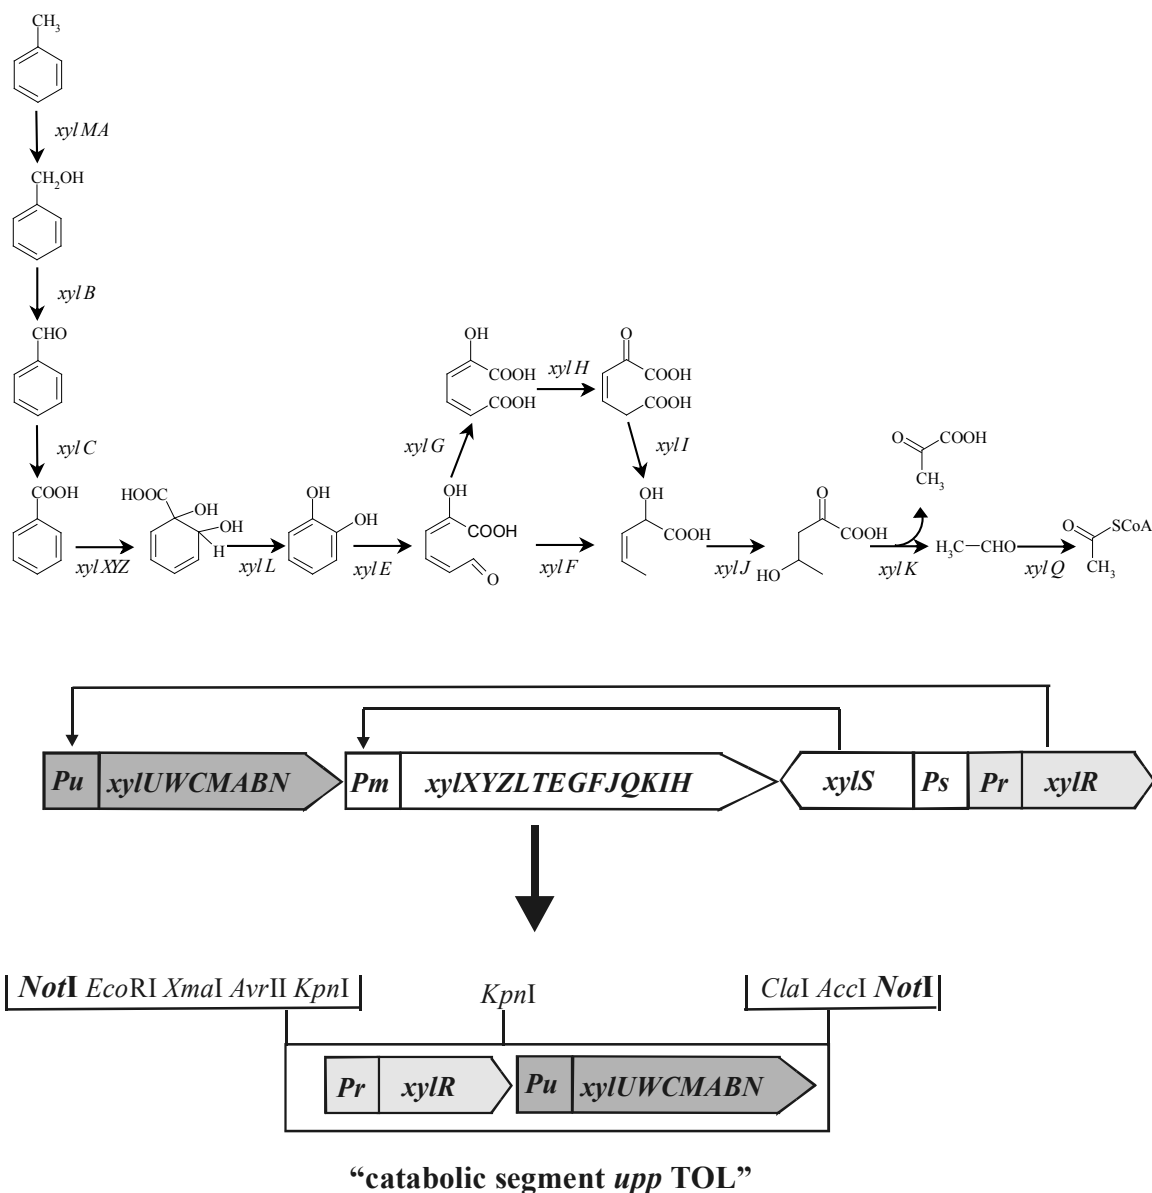 CH3
xyl MA
CH2OH
xyl B
CHO
xyl C
COOH
xyl XYZ
HOOC
OH
OH
H
xyl L
OH
OH
xyl E
OH
COOH
O
xyl G
OH
COOH
COOH
xyl H
O
COOH
COOH
xyl I
xyl F
OH
COOH
xyl J
O
COOH
HO
xyl K
O
COOH
CH3
H3C
CHO
xyl Q
O
SCoA
CH3
Pu xylUWCMABN Pm xylXYZLTEGFJQKIH xylS Ps Pr xylR
NotI EcoRI XmaI AvrII KpnI KpnI ClaI AccI NotI
Pr xylR Pu xylUWCMABN
“catabolic segment upp TOL”